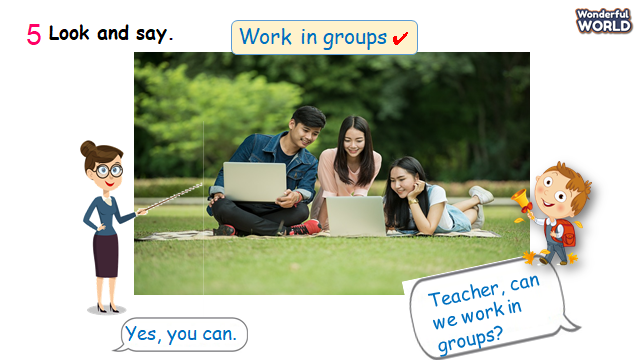 5 Look and say.
Work in groups ✔
Wonderful
WORLD
Teacher, can
we work in
groups?
Yes, you can.